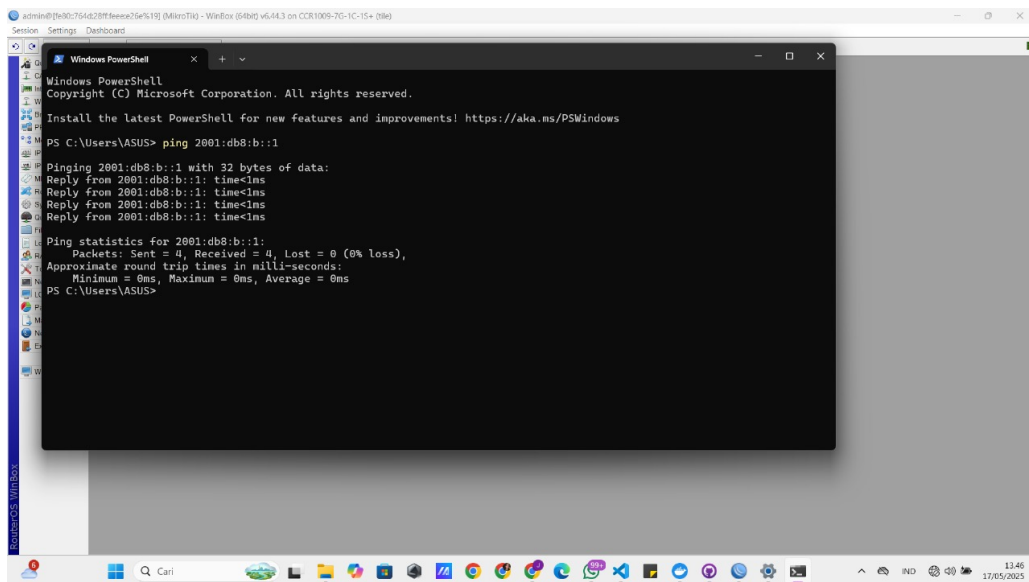 admin@[fe80::764d:28ff:feee:e26e%19] (MikroTik) - WinBox (64bit) v6.44.3 on CCR1009-7G-1C-1S+ (tile)
Session Settings Dashboard
Windows PowerShell
Windows PowerShell
Copyright (C) Microsoft Corporation. All rights reserved.
Install the latest PowerShell for new features and improvements! https://aka.ms/PSWindows
PS C:\Users\ASUS> ping 2001:db8:b::1
Pinging 2001:db8:b::1 with 32 bytes of data:
Reply from 2001:db8:b::1: time<1ms
Reply from 2001:db8:b::1: time<1ms
Reply from 2001:db8:b::1: time<1ms
Reply from 2001:db8:b::1: time<1ms
Ping statistics for 2001:db8:b::1:
Packets: Sent = 4, Received = 4, Lost = 0 (0% loss),
Approximate round trip times in milli-seconds:
Minimum = 0ms, Maximum = 0ms, Average = 0ms
PS C:\Users\ASUS>
RouterOS WinBox
6
Cari
99+
IND
13.46
17/05/2025